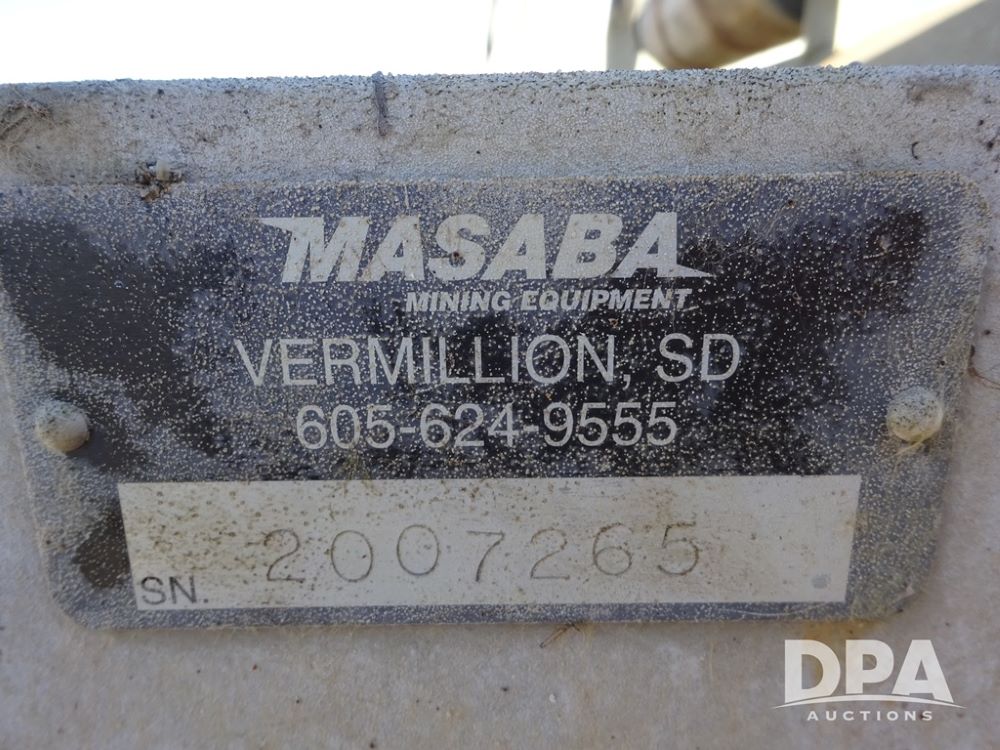 MASABA
MINING EQUIPMENT
VERMILLION, SD
605-624-9555
SN. 2007265
DPA
AUCTIONS